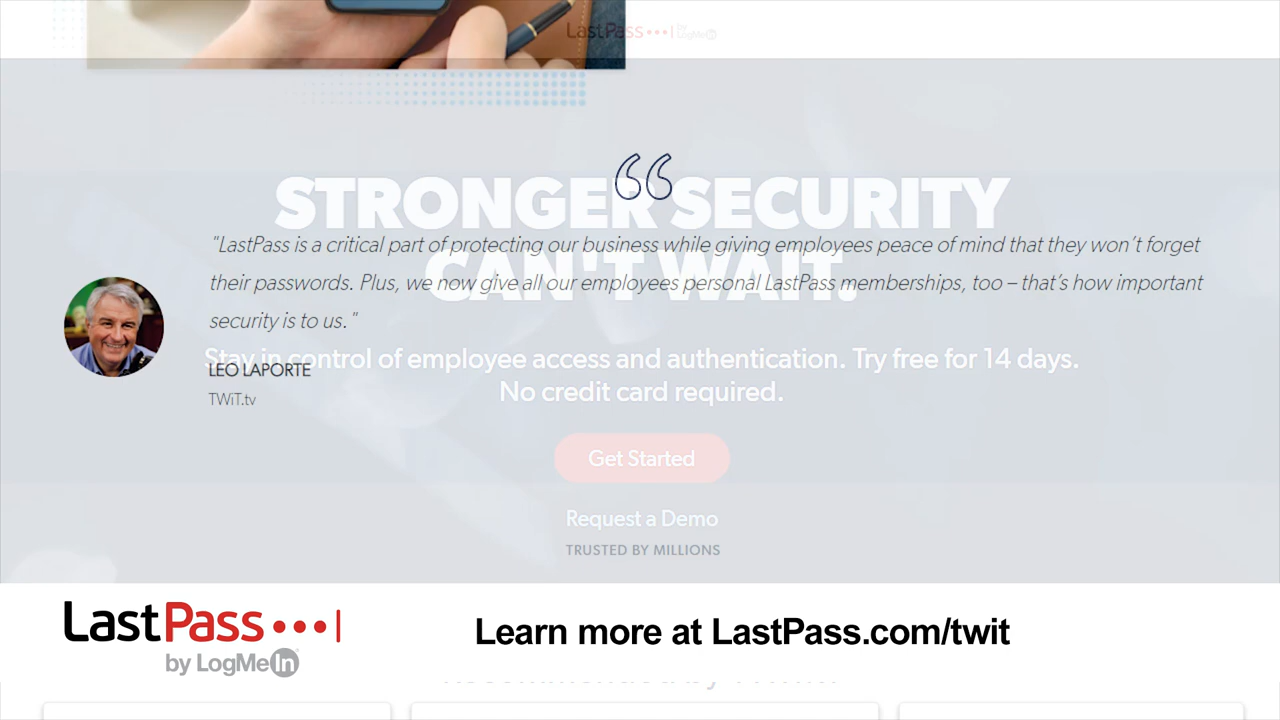 LastPass
by LogMeIn
“
STRONGER SECURITY
CAN'T WAIT.
"LastPass is a critical part of protecting our business while giving employees peace of mind that they won’t forget
their passwords. Plus, we now give all our employees personal LastPass memberships, too – that’s how important
security is to us."
Stay in control of employee access and authentication. Try free for 14 days.
No credit card required.
LEO LAPORTE
TWiT.tv
Get Started
Request a Demo
TRUSTED BY MILLIONS
LastPass
by LogMeIn
Learn more at LastPass.com/twit